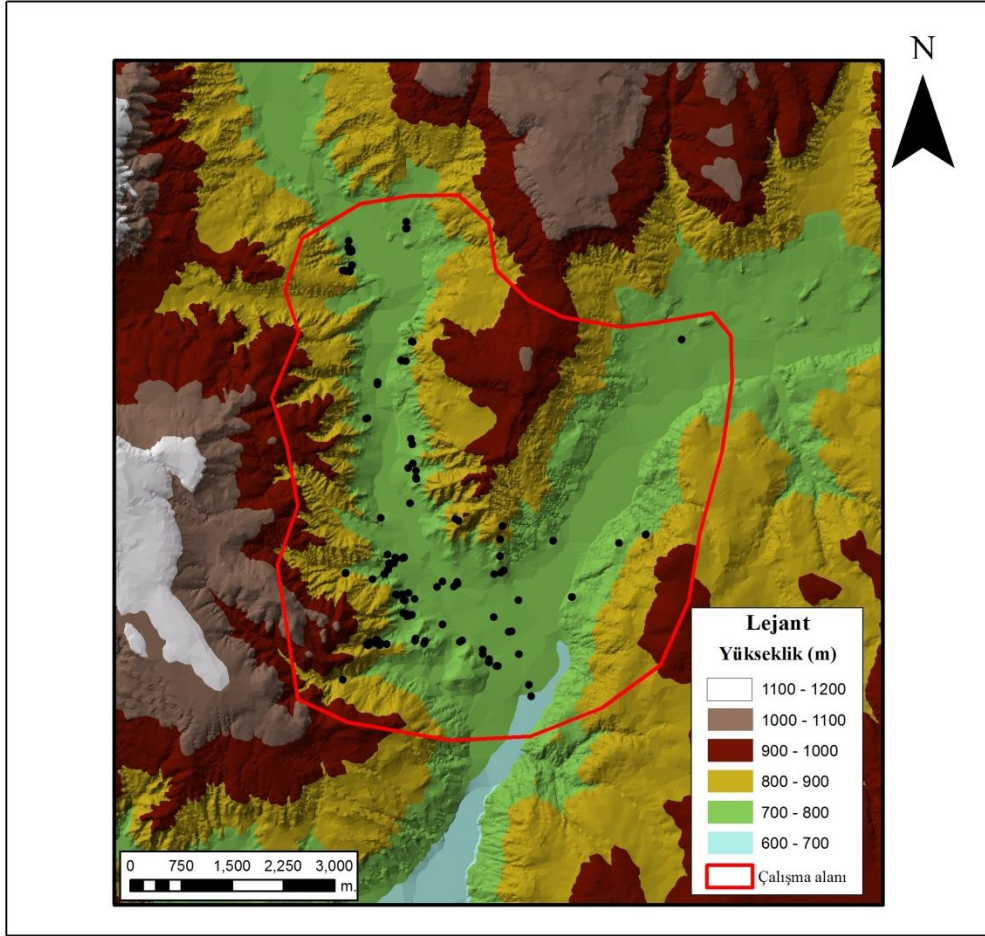 N
Lejant
Yükseklik (m)
1100 - 1200
1000 - 1100
900 - 1000
800 - 900
700 - 800
600 - 700
Çalışma alanı
0 750 1,500 2,250 3,000
m.